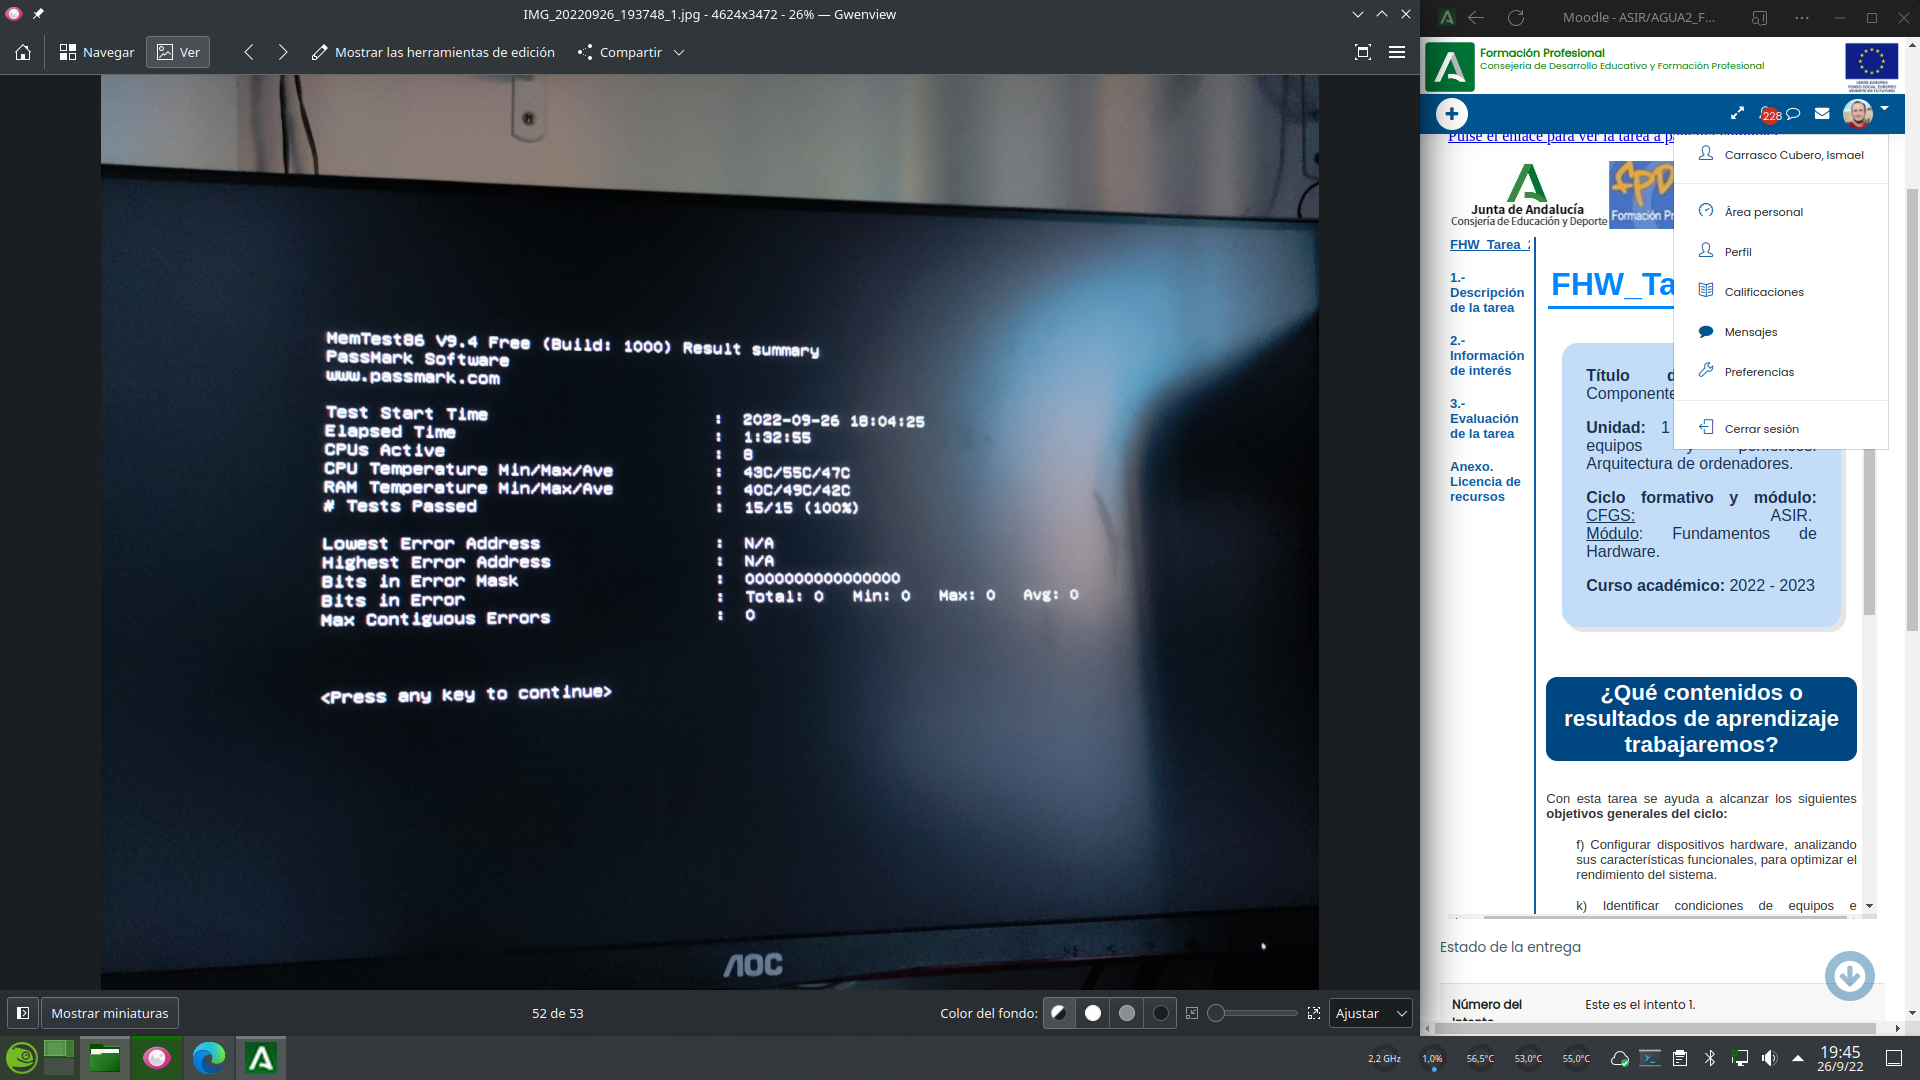 IMG_20220926_193748_1.jpg - 4624x3472 - 26% — Gwenview
Navegar
Ver
Mostrar las herramientas de edición
Compartir
MemTest86 V9.4 Free (Build: 1000) Result summary
PassMark Software
www.passmark.com
Test Start Time : 2022-09-26 18:04:25
Elapsed Time : 1:32:55
CPUs Active : 8
CPU Temperature Min/Max/Ave : 43C/55C/47C
RAM Temperature Min/Max/Ave : 40C/49C/42C
# Tests Passed : 15/15 (100%)
Lowest Error Address : N/A
Highest Error Address : N/A
Bits in Error Mask : 0000000000000000
Bits in Error : Total: 0 Min: 0 Max: 0 Avg: 0
Max Contiguous Errors : 0
<Press any key to continue>
AOC
Mostrar miniaturas
52 de 53
Color del fondo:
Ajustar
Moodle - ASIR/AGUA2_F...
Formación Profesional
Consejería de Desarrollo Educativo y Formación Profesional
228
Pulse el enlace para ver la tarea a
Carrasco Cubero, Ismael
Área personal
Perfil
Calificaciones
Mensajes
Preferencias
Cerrar sesión
Junta de Andalucía
Consejería de Educación y Deporte
fpD
Formación Pr
FHW_Tarea_
1.-
Descripción
de la tarea
2.-
Información
de interés
3.-
Evaluación
de la tarea
Anexo.
Licencia de
recursos
FHW_Ta
Título d
Componente
Unidad: 1
equipos y periféricos.
Arquitectura de ordenadores.
Ciclo formativo y módulo:
CFGS: ASIR.
Módulo: Fundamentos de
Hardware.
Curso académico: 2022 - 2023
¿Qué contenidos o
resultados de aprendizaje
trabajaremos?
Con esta tarea se ayuda a alcanzar los siguientes
objetivos generales del ciclo:
f) Configurar dispositivos hardware, analizando
sus características funcionales, para optimizar el
rendimiento del sistema.
k) Identificar condiciones de equipos e
Estado de la entrega
Número del
Este es el intento 1.
2,2 GHz
1,0%
56,5°C
53,0°C
55,0°C
19:45
26/9/22